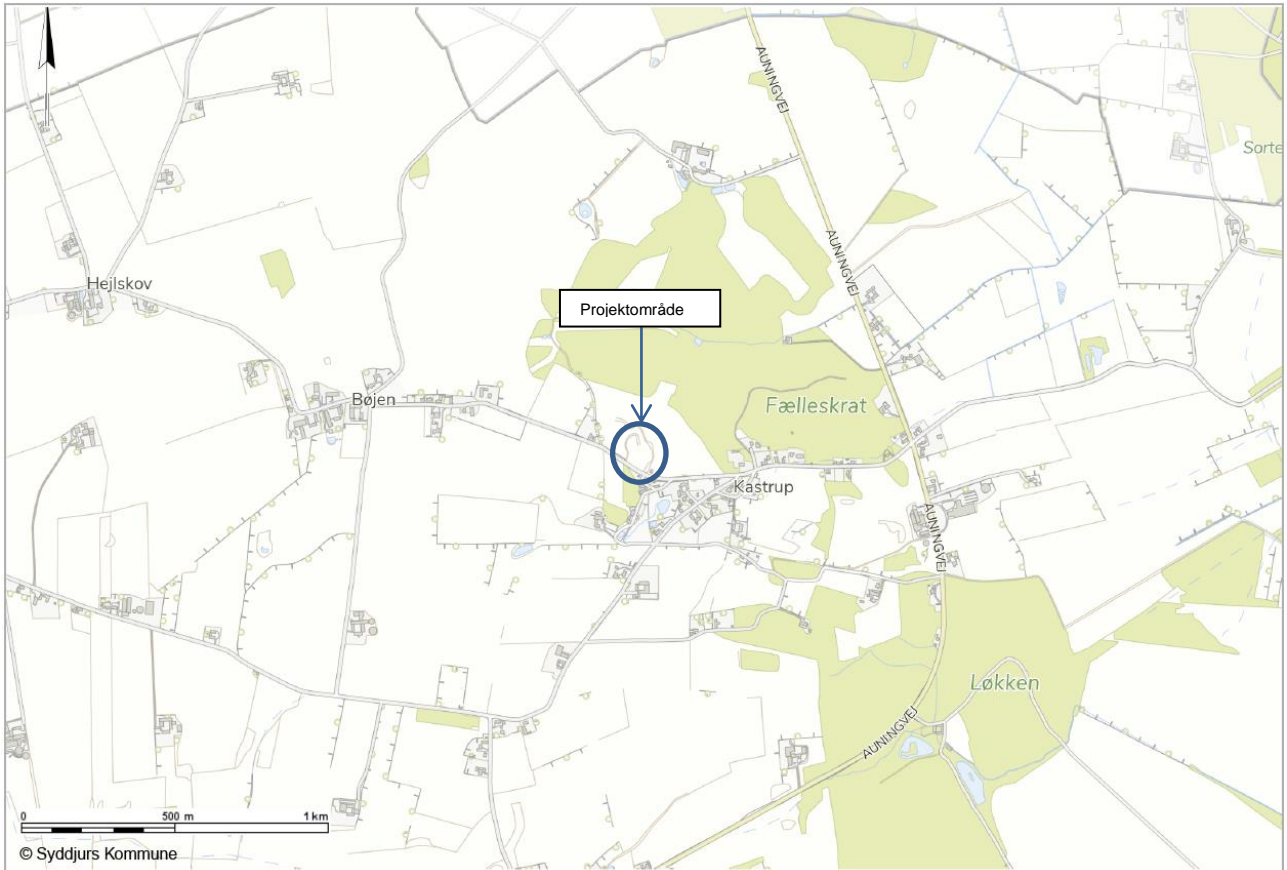 AUNINGVEJ
Sorte
AUNINGVEJ
Hejlskov
Projektområde
Bøjen
Fælleskrat
Kastrup
AUNINGVEJ
Løkken
AUNINGVEJ
0 500 m 1 km
© Syddjurs Kommune